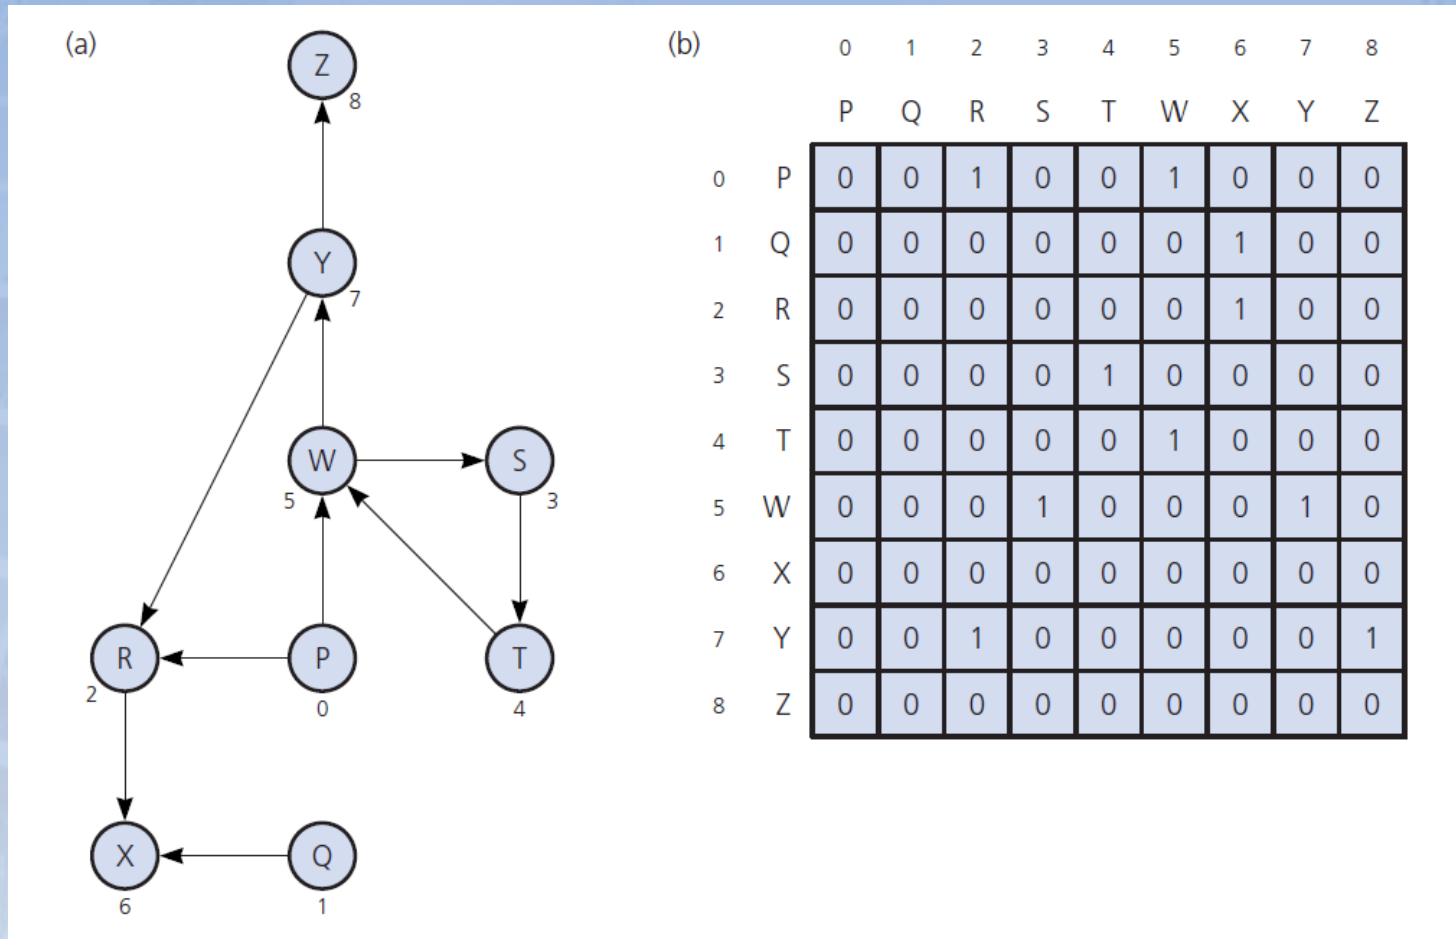 (a)
Z
8
Y
7
W
5
S
3
R
2
P
0
T
4
X
6
Q
1
(b)
0 1 2 3 4 5 6 7 8
P Q R S T W X Y Z
0 P 0 0 1 0 0 1 0 0 0
1 Q 0 0 0 0 0 0 1 0 0
2 R 0 0 0 0 0 0 1 0 0
3 S 0 0 0 0 1 0 0 0 0
4 T 0 0 0 0 0 1 0 0 0
5 W 0 0 0 1 0 0 0 1 0
6 X 0 0 0 0 0 0 0 0 0
7 Y 0 0 1 0 0 0 0 0 1
8 Z 0 0 0 0 0 0 0 0 0